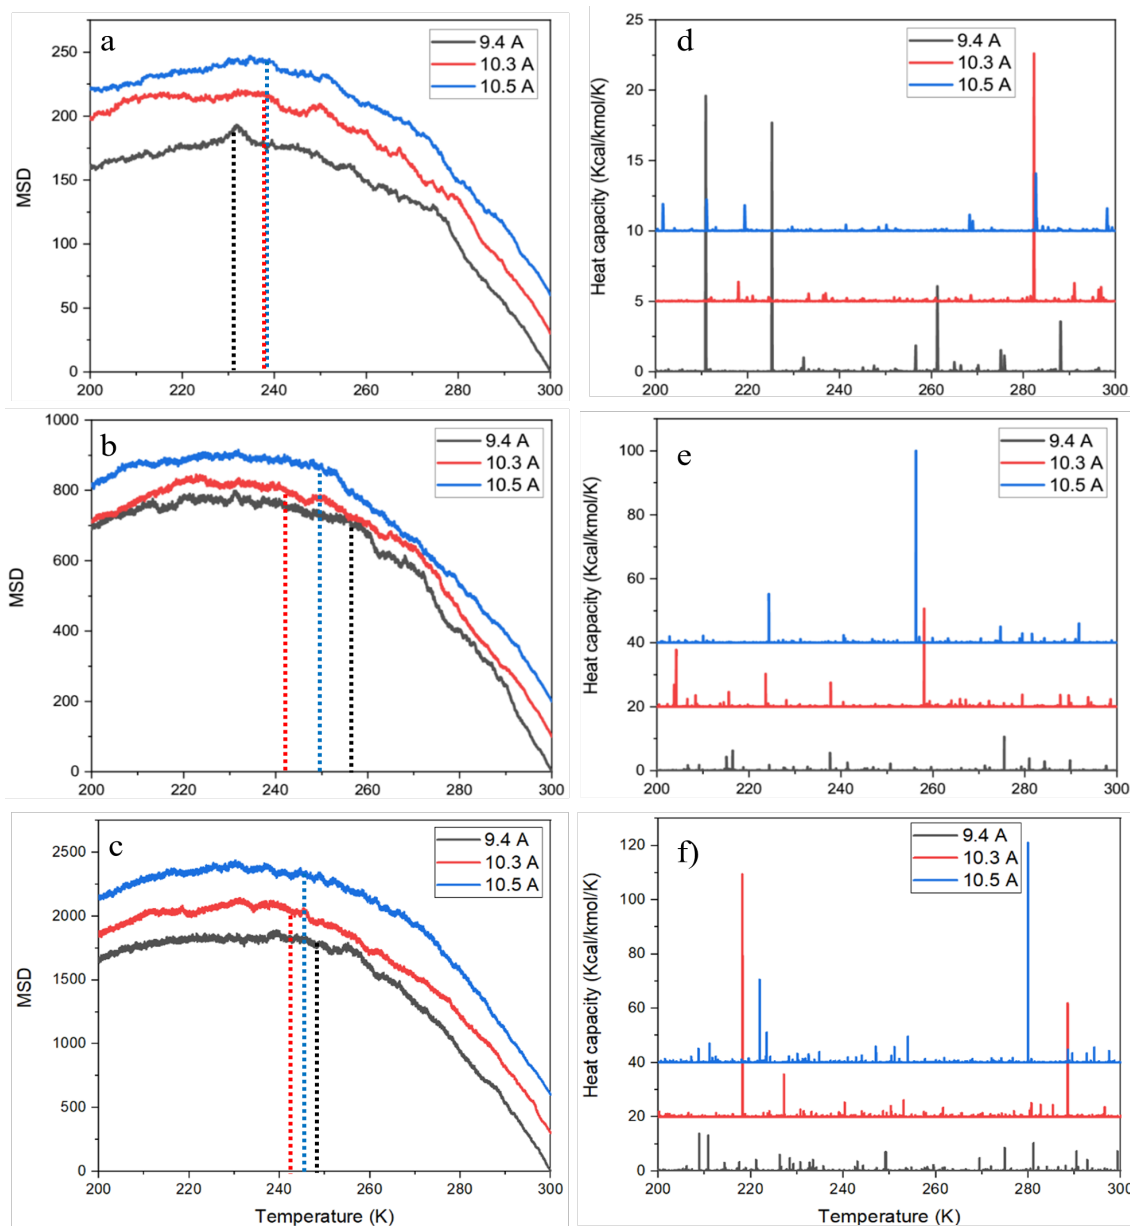 a
9.4 A
10.3 A
10.5 A
MSD
250
200
150
100
50
0
200 220 240 260 280 300
d
9.4 A
10.3 A
10.5 A
Heat capacity (Kcal/kmol/K)
25
20
15
10
5
0
200 220 240 260 280 300
b
9.4 A
10.3 A
10.5 A
MSD
1000
800
600
400
200
0
200 220 240 260 280 300
e
9.4 A
10.3 A
10.5 A
Heat capacity (Kcal/kmol/K)
100
80
60
40
20
0
200 220 240 260 280 300
c
9.4 A
10.3 A
10.5 A
MSD
2500
2000
1500
1000
500
0
200 220 240 260 280 300
Temperature (K)
f)
9.4 A
10.3 A
10.5 A
Heat capacity (Kcal/kmol/K)
120
100
80
60
40
20
0
200 220 240 260 280 300
Temperature (K)